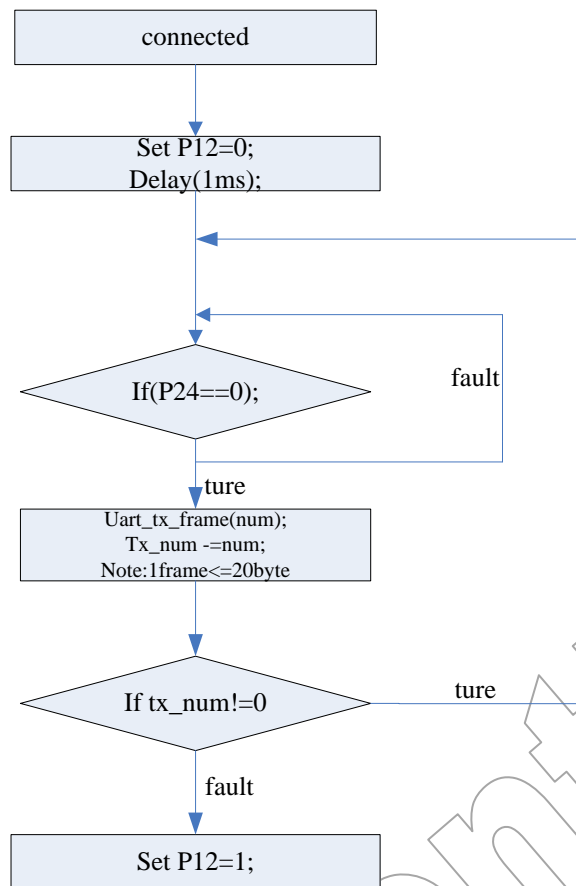 connected
Set P12=0;
Delay(1ms);
If(P24==0);
fault
ture
Uart_tx_frame(num);
Tx_num -=num;
Note:1frame<=20byte
If tx_num!=0
ture
fault
Set P12=1;